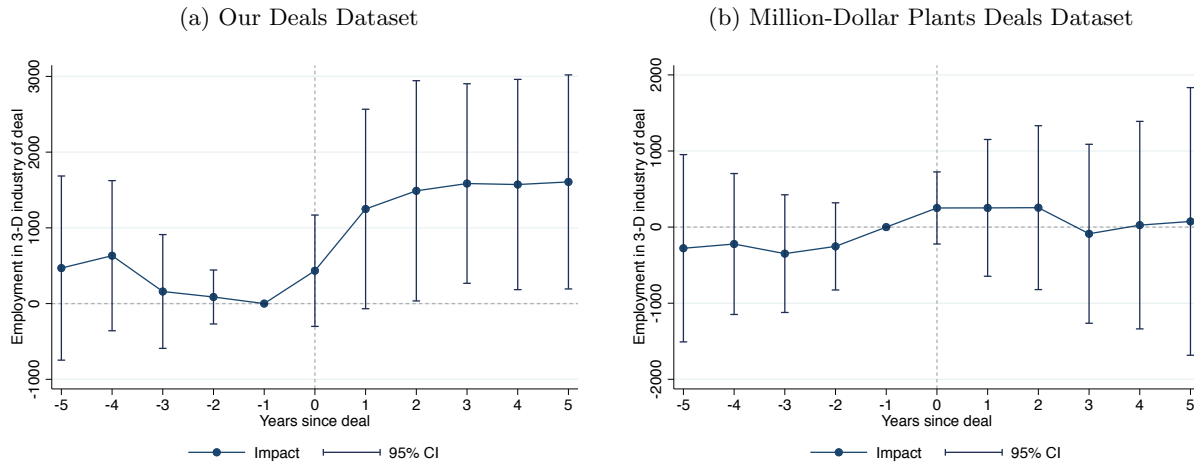 (a) Our Deals Dataset
Employment in 3-D industry of deal
3000
2000
1000
0
-1000
-5 -4 -3 -2 -1 0 1 2 3 4 5
Years since deal
Impact 95% CI
(b) Million-Dollar Plants Deals Dataset
Employment in 3-D industry of deal
2000
1000
0
-1000
-2000
-5 -4 -3 -2 -1 0 1 2 3 4 5
Years since deal
Impact 95% CI